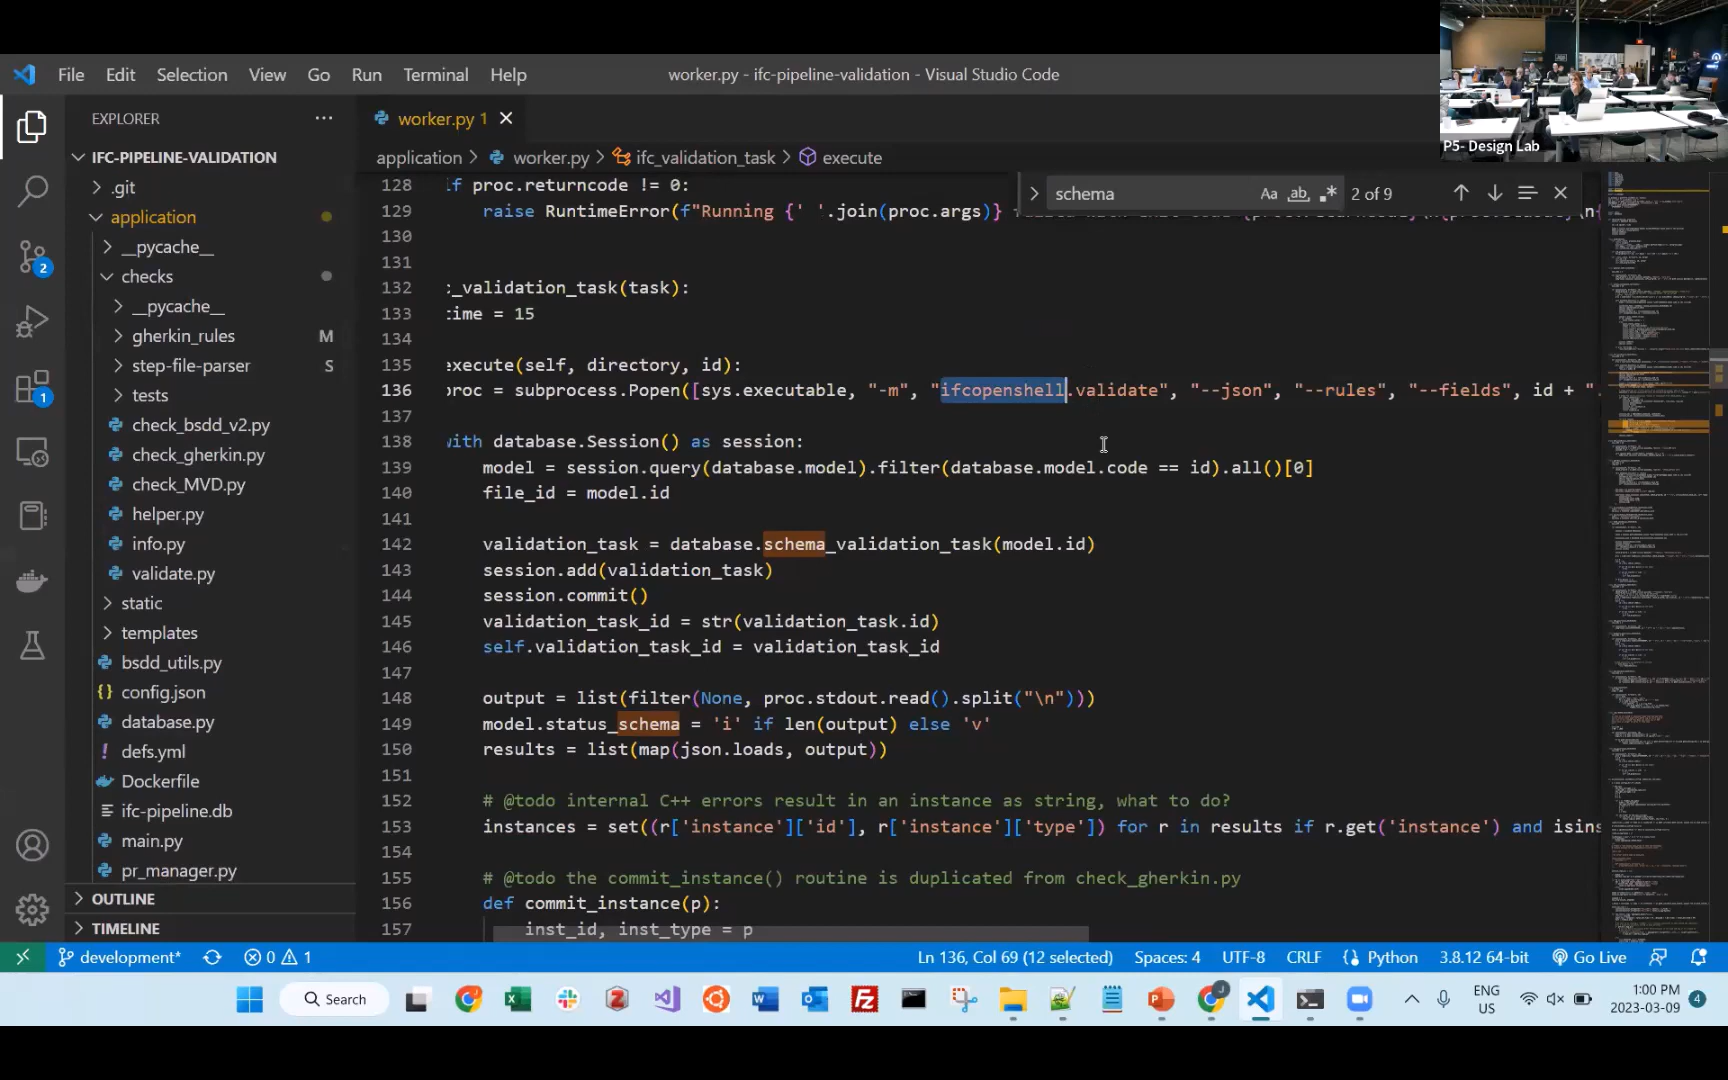 P5- Design Lab
File Edit Selection View Go Run Terminal Help
worker.py - ifc-pipeline-validation - Visual Studio Code
EXPLORER
IFC-PIPELINE-VALIDATION
.git
application
__pycache__
checks
__pycache__
gherkin_rules M
step-file-parser S
tests
check_bsdd_v2.py
check_gherkin.py
check_MVD.py
helper.py
info.py
validate.py
static
templates
bsdd_utils.py
config.json
database.py
defs.yml
Dockerfile
ifc-pipeline.db
main.py
pr_manager.py
OUTLINE
TIMELINE
2
1
worker.py 1
application > worker.py > ifc_validation_task > execute
schema Aa ab 2 of 9
128 if proc.returncode != 0:
129 raise RuntimeError(f"Running {' '.join(proc.args)}
130
131
132 :_validation_task(task):
133 time = 15
134
135 execute(self, directory, id):
136 proc = subprocess.Popen([sys.executable, "-m", "ifcopenshell.validate", "--json", "--rules", "--fields", id + "
137
138 with database.Session() as session:
139 model = session.query(database.model).filter(database.model.code == id).all()[0]
140 file_id = model.id
141
142 validation_task = database.schema_validation_task(model.id)
143 session.add(validation_task)
144 session.commit()
145 validation_task_id = str(validation_task.id)
146 self.validation_task_id = validation_task_id
147
148 output = list(filter(None, proc.stdout.read().split("\n")))
149 model.status_schema = 'i' if len(output) else 'v'
150 results = list(map(json.loads, output))
151
152 # @todo internal C++ errors result in an instance as string, what to do?
153 instances = set((r['instance']['id'], r['instance']['type']) for r in results if r.get('instance') and isins
154
155 # @todo the commit_instance() routine is duplicated from check_gherkin.py
156 def commit_instance(p):
157 inst_id, inst_type = p
development* 0 1 Ln 136, Col 69 (12 selected) Spaces: 4 UTF-8 CRLF Python 3.8.12 64-bit Go Live
Search
ENG
US
1:00 PM
2023-03-09
4